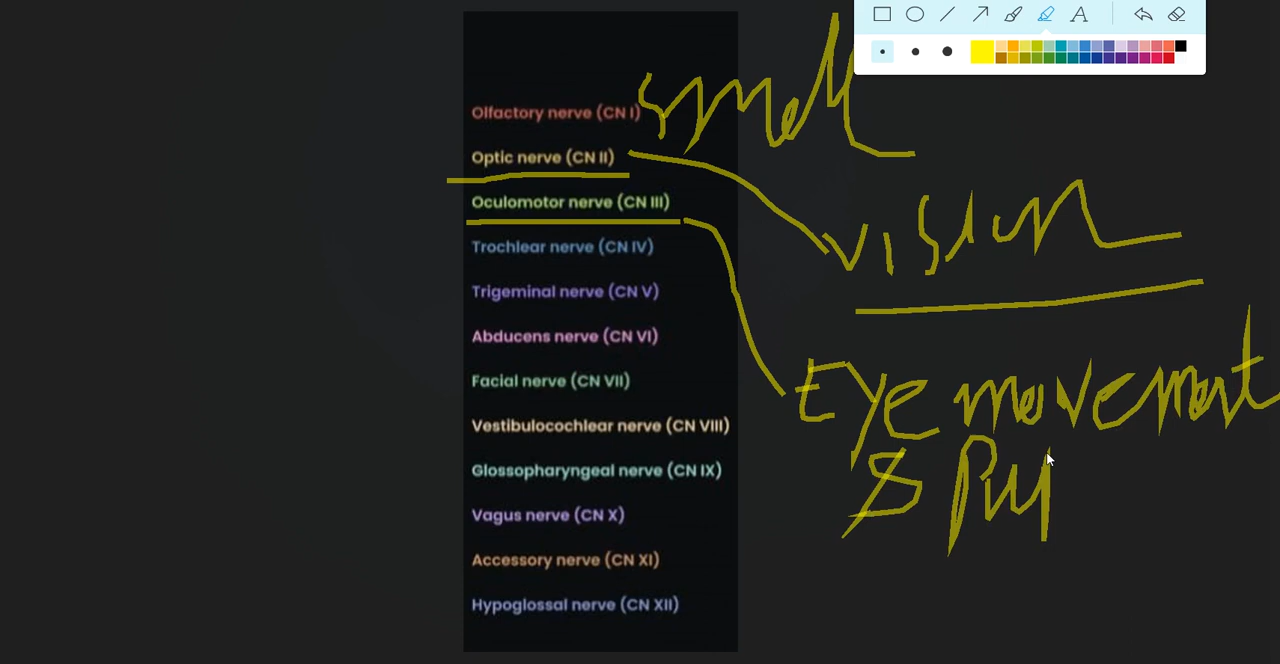 Olfactory nerve (CN I) smell
Optic nerve (CN II)
Oculomotor nerve (CN III)
vision
Trochlear nerve (CN IV)
Trigeminal nerve (CN V)
Abducens nerve (CN VI)
Facial nerve (CN VII)
Eye movement
Vestibulocochlear nerve (CN VIII)
Glossopharyngeal nerve (CN IX)
& Pu
Vagus nerve (CN X)
Accessory nerve (CN XI)
Hypoglossal nerve (CN XII)
A